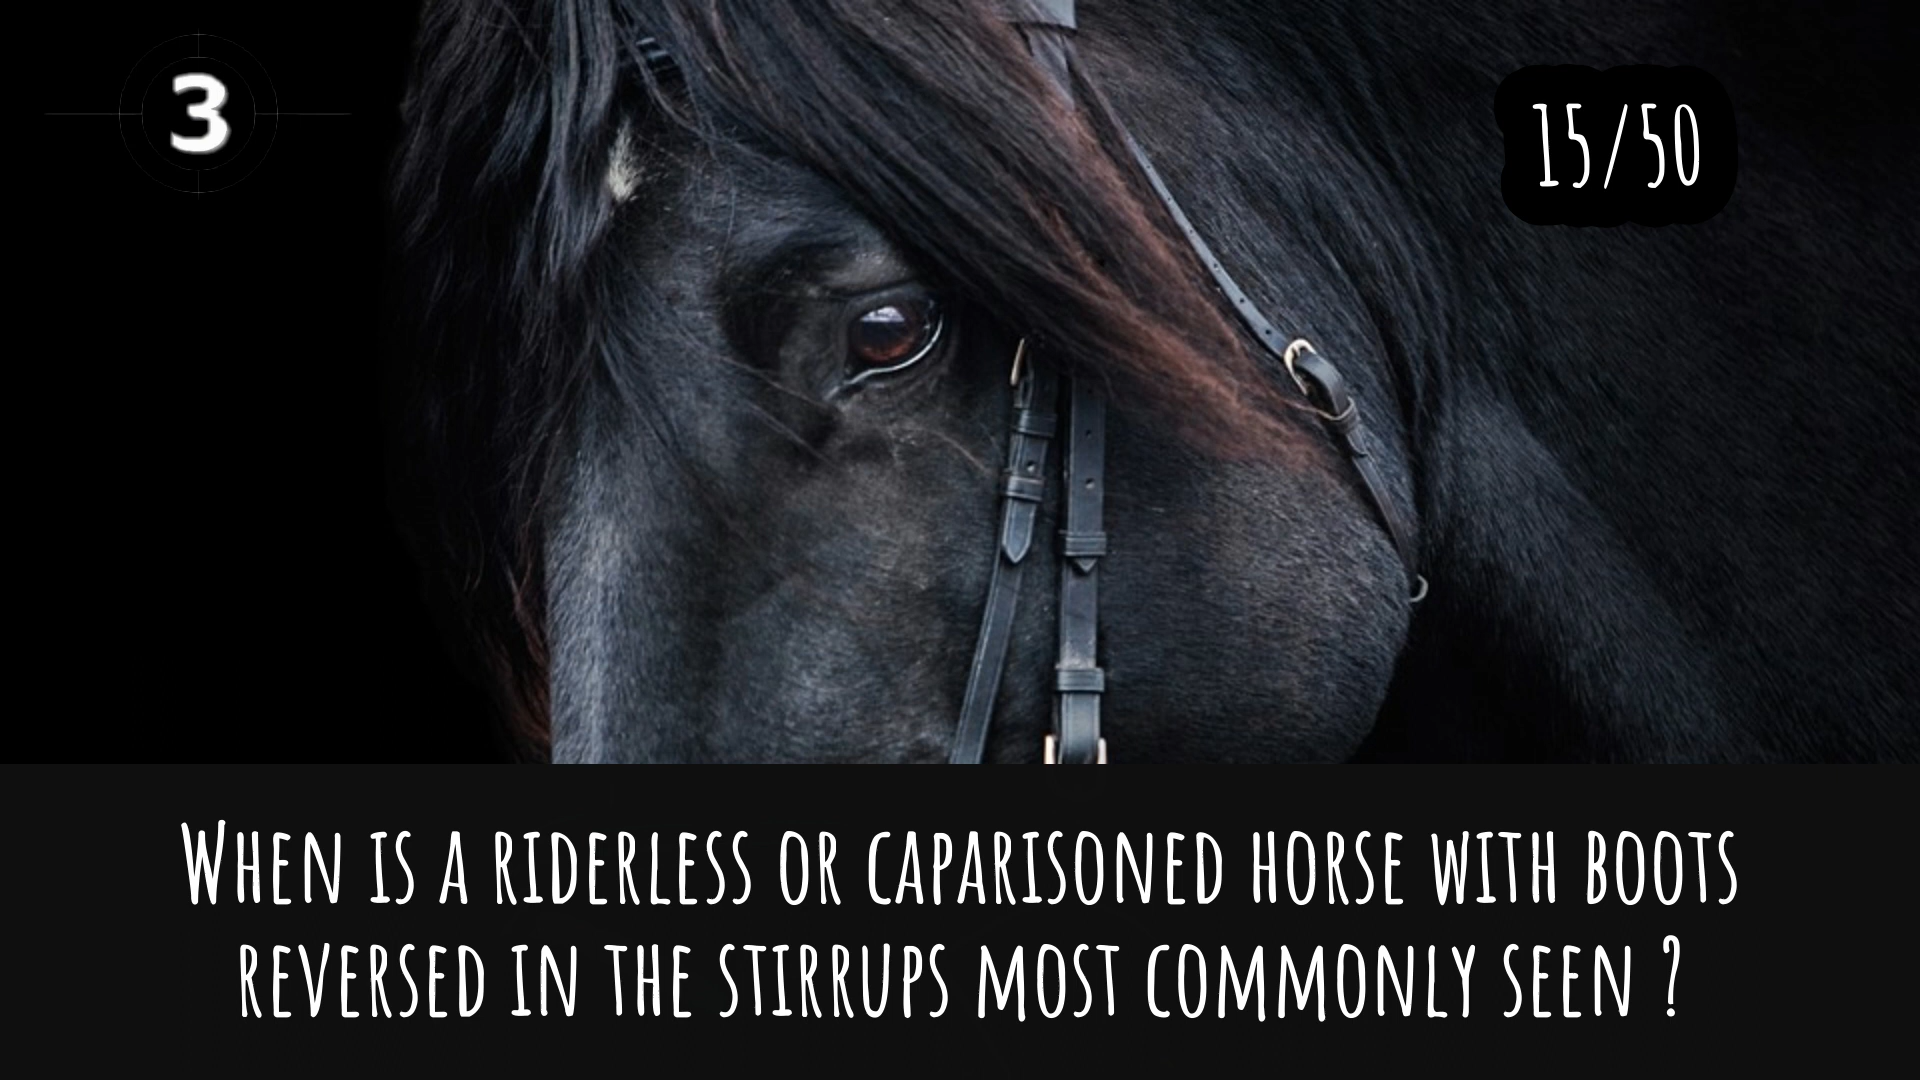 3
15/50
When is a riderless or caparisoned horse with boots
reversed in the stirrups most commonly seen ?